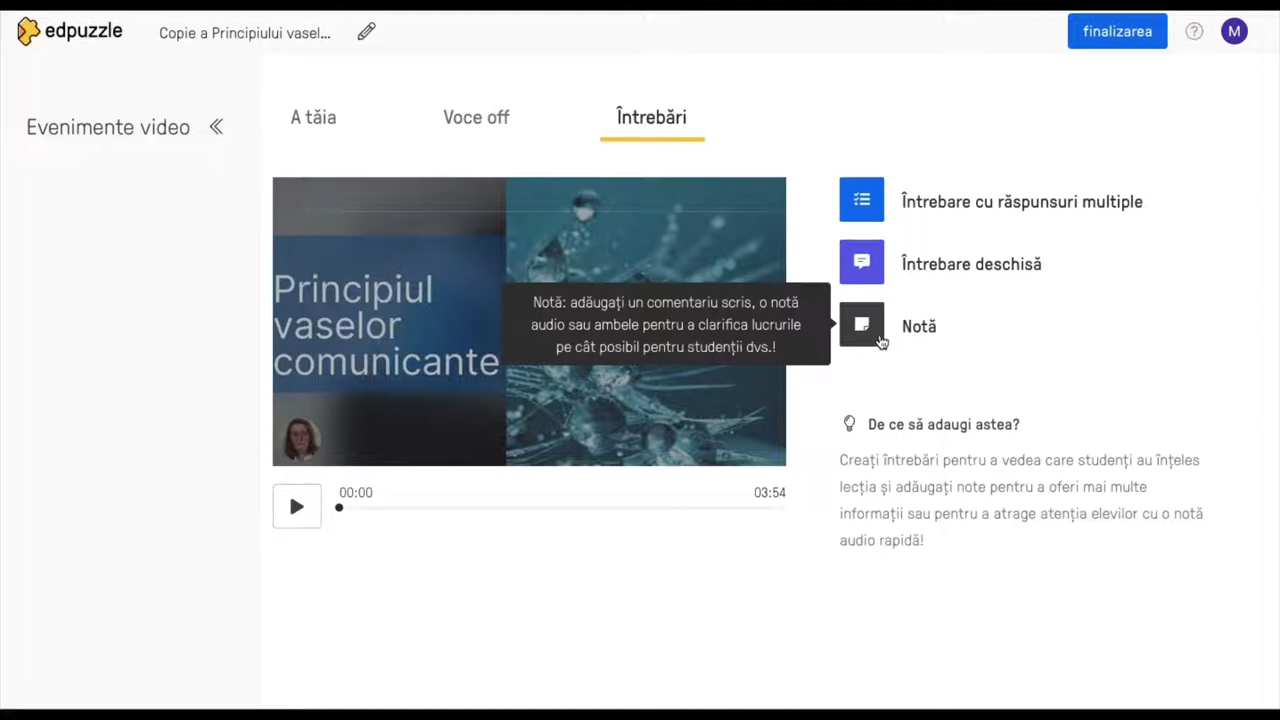 edpuzzle
Copie a Principiului vasel...
finalizarea
?
M
Evenimente video
A tăia
Voce off
Întrebări
Principiul
vaselor
comunicante
Notă: adăugați un comentariu scris, o notă
audio sau ambele pentru a clarifica lucrurile
pe cât posibil pentru studenții dvs.!
00:00
03:54
Întrebare cu răspunsuri multiple
Întrebare deschisă
Notă
De ce să adaugi astea?
Creați întrebări pentru a vedea care studenți au înțeles
lecția și adăugați note pentru a oferi mai multe
informații sau pentru a atrage atenția elevilor cu o notă
audio rapidă!